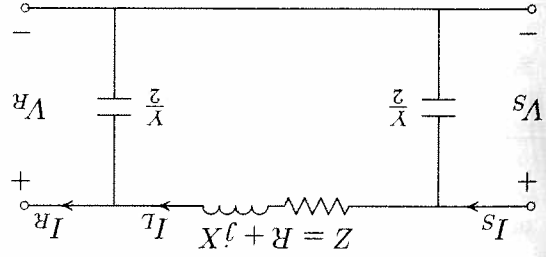 Z = R + jX
I_S I_L I_R
+ +
V_S Y/2 Y/2 V_R
− −